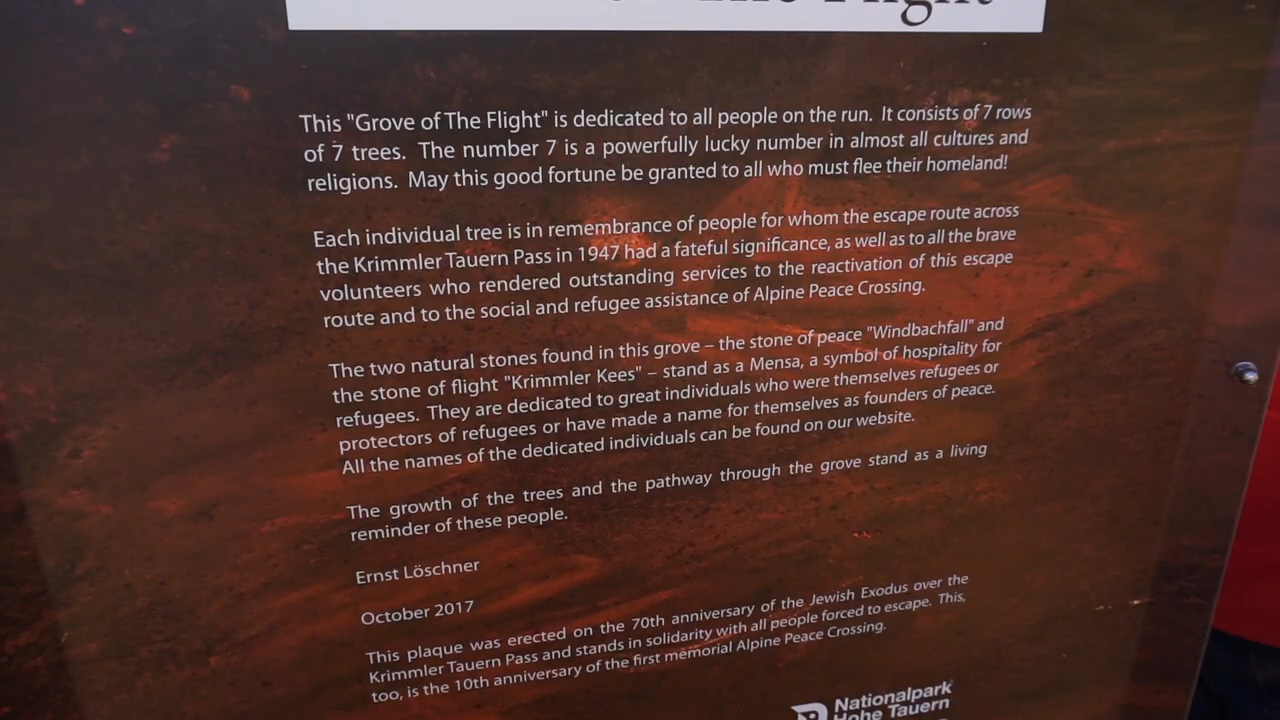 The Flight
This "Grove of The Flight" is dedicated to all people on the run. It consists of 7 rows
of 7 trees. The number 7 is a powerfully lucky number in almost all cultures and
religions. May this good fortune be granted to all who must flee their homeland!
Each individual tree is in remembrance of people for whom the escape route across
the Krimmler Tauern Pass in 1947 had a fateful significance, as well as to all the brave
volunteers who rendered outstanding services to the reactivation of this escape
route and to the social and refugee assistance of Alpine Peace Crossing.
The two natural stones found in this grove – the stone of peace "Windbachfall" and
the stone of flight "Krimmler Kees" – stand as a Mensa, a symbol of hospitality for
refugees. They are dedicated to great individuals who were themselves refugees or
protectors of refugees or have made a name for themselves as founders of peace.
All the names of the dedicated individuals can be found on our website.
The growth of the trees and the pathway through the grove stand as a living
reminder of these people.
Ernst Löschner
October 2017
This plaque was erected on the 70th anniversary of the Jewish Exodus over the
Krimmler Tauern Pass and stands in solidarity with all people forced to escape. This,
too, is the 10th anniversary of the first memorial Alpine Peace Crossing.
Nationalpark
Hohe Tauern